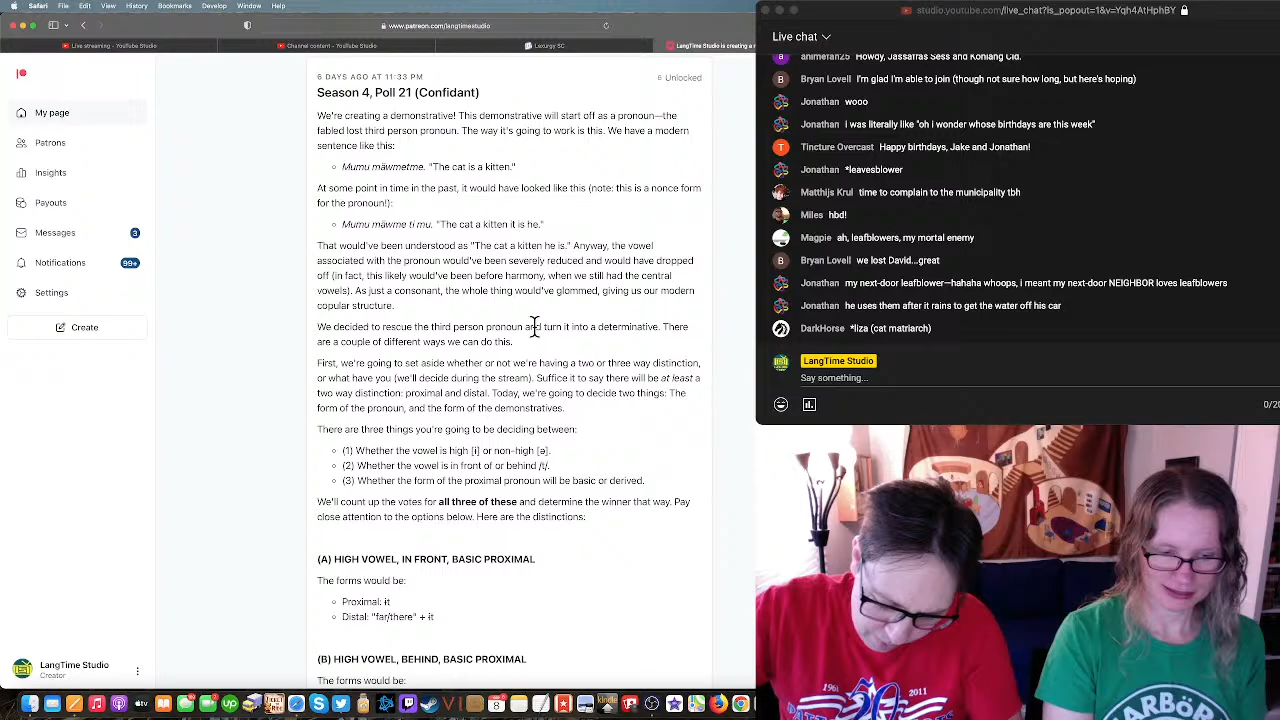 Safari File Edit View History Bookmarks Develop Window Help
www.patreon.com/langtimestudio
Live streaming - YouTube Studio
Channel content - YouTube Studio
Lexurgy SC
LangTime Studio is creating a
My page
Patrons
Insights
Payouts
Messages 3
Notifications 99+
Settings
Create
LangTime Studio
Creator
6 DAYS AGO AT 11:33 PM
Unlocked
Season 4, Poll 21 (Confidant)
We're creating a demonstrative! This demonstrative will start off as a pronoun—the
fabled lost third person pronoun. The way it's going to work is this. We have a modern
sentence like this:
Mumu mäwmetme. "The cat is a kitten."
At some point in time in the past, it would have looked like this (note: this is a nonce form
for the pronoun!):
Mumu mäwme ti mu. "The cat a kitten it is he."
That would've been understood as "The cat a kitten he is." Anyway, the vowel
associated with the pronoun would've been severely reduced and would have dropped
off (in fact, this likely would've been before harmony, when we still had the central
vowels). As just a consonant, the whole thing would've glommed, giving us our modern
copular structure.
We decided to rescue the third person pronoun and turn it into a determinative. There
are a couple of different ways we can do this.
First, we're going to set aside whether or not we're having a two or three way distinction,
or what have you (we'll decide during the stream). Suffice it to say there will be at least a
two way distinction: proximal and distal. Today, we're going to decide two things: The
form of the pronoun, and the form of the demonstratives.
There are three things you're going to be deciding between:
(1) Whether the vowel is high [ɨ] or non-high [ə].
(2) Whether the vowel is in front of or behind /t/.
(3) Whether the form of the proximal pronoun will be basic or derived.
We'll count up the votes for all three of these and determine the winner that way. Pay
close attention to the options below. Here are the distinctions:
(A) HIGH VOWEL, IN FRONT, BASIC PROXIMAL
The forms would be:
Proximal: ɨt
Distal: "far/there" + ɨt
(B) HIGH VOWEL, BEHIND, BASIC PROXIMAL
The forms would be:
studio.youtube.com/live_chat?is_popout=1&v=Yqh4AtHphBY
Live chat
animefan25 Howdy, Jassafras Sess and Konlang Cid.
Bryan Lovell I'm glad I'm able to join (though not sure how long, but here's hoping)
Jonathan wooo
Jonathan i was literally like "oh i wonder whose birthdays are this week"
Tincture Overcast Happy birthdays, Jake and Jonathan!
Jonathan *leavesblower
Matthijs Krul time to complain to the municipality tbh
Miles hbd!
Magpie ah, leafblowers, my mortal enemy
Bryan Lovell we lost David...great
Jonathan my next-door leafblower—hahaha whoops, i meant my next-door NEIGHBOR loves leafblowers
Jonathan he uses them after it rains to get the water off his car
DarkHorse *liza (cat matriarch)
LangTime Studio
Say something...
0/20
1961 50 2011